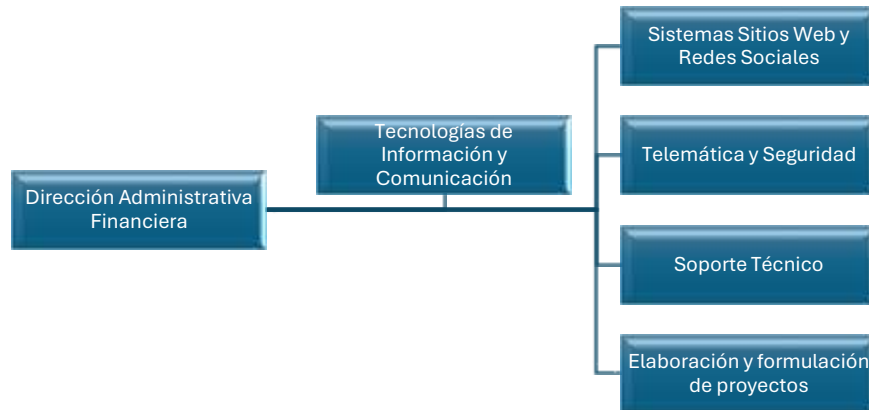 Dirección Administrativa
Financiera
Tecnologías de
Información y
Comunicación
Sistemas Sitios Web y
Redes Sociales
Telemática y Seguridad
Soporte Técnico
Elaboración y formulación
de proyectos